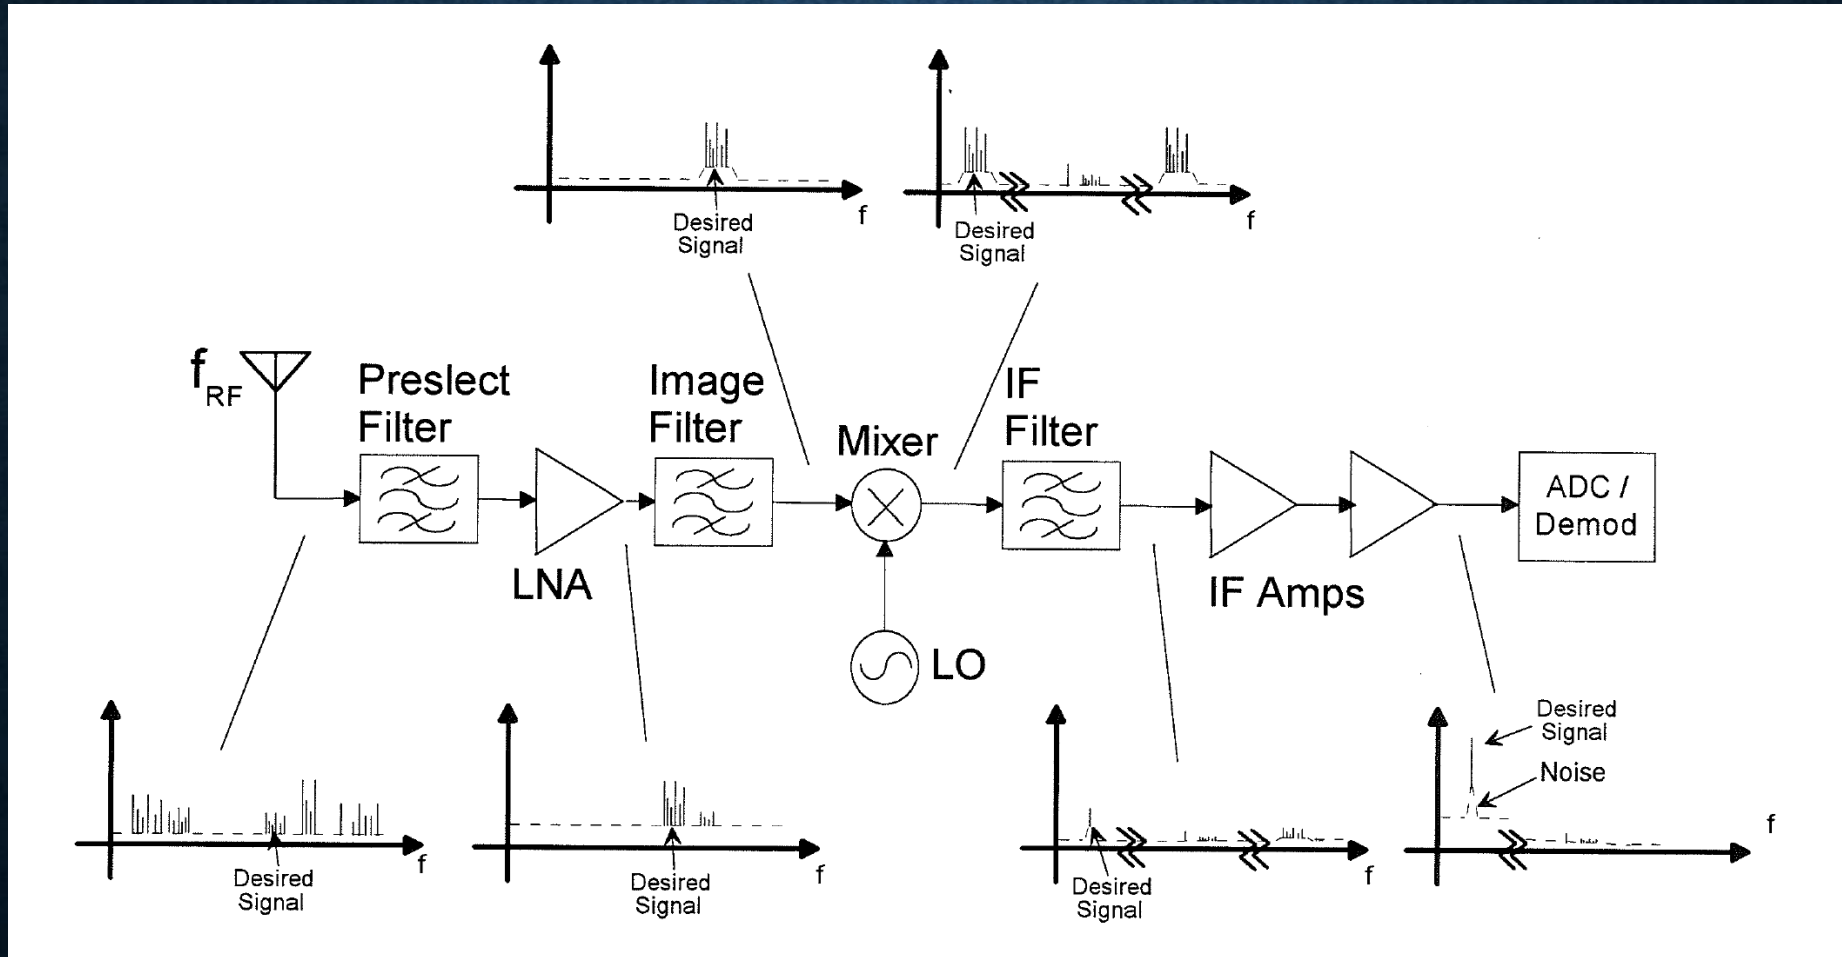 f
Desired
Signal
f
Desired
Signal
f
RF
Preslect
Filter
LNA
Image
Filter
Mixer
LO
IF
Filter
IF Amps
ADC /
Demod
f
Desired
Signal
f
Desired
Signal
f
Desired
Signal
Desired
Signal
Noise
f